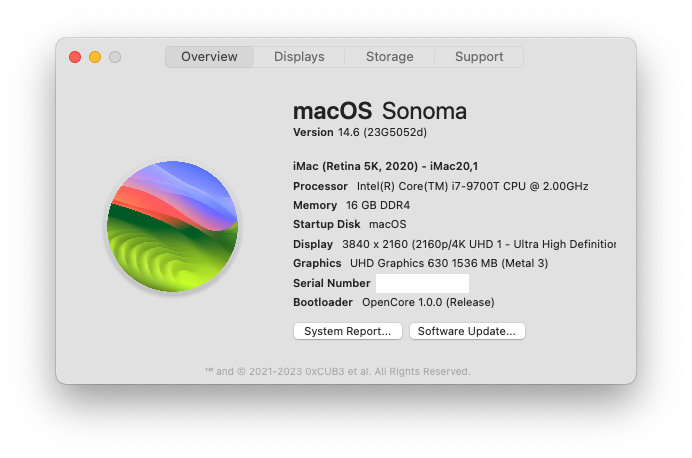 Overview Displays Storage Support
macOS Sonoma
Version 14.6 (23G5052d)
iMac (Retina 5K, 2020) - iMac20,1
Processor Intel(R) Core(TM) i7-9700T CPU @ 2.00GHz
Memory 16 GB DDR4
Startup Disk macOS
Display 3840 x 2160 (2160p/4K UHD 1 - Ultra High Definition
Graphics UHD Graphics 630 1536 MB (Metal 3)
Serial Number
Bootloader OpenCore 1.0.0 (Release)
System Report... Software Update...
™ and © 2021-2023 0xCUB3 et al. All Rights Reserved.